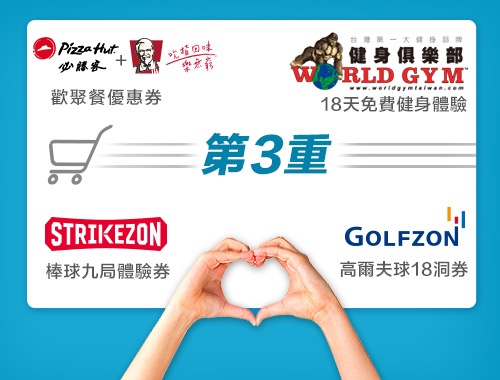 Pizza Hut
必勝客
+
吮指回味
樂無窮
歡聚餐優惠券
台灣第一大健身品牌
健身俱樂部
WORLD GYM
www.worldgymtaiwan.com
18天免費健身體驗
第3重
STRIKEZON
棒球九局體驗券
GOLFZON
高爾夫球18洞券